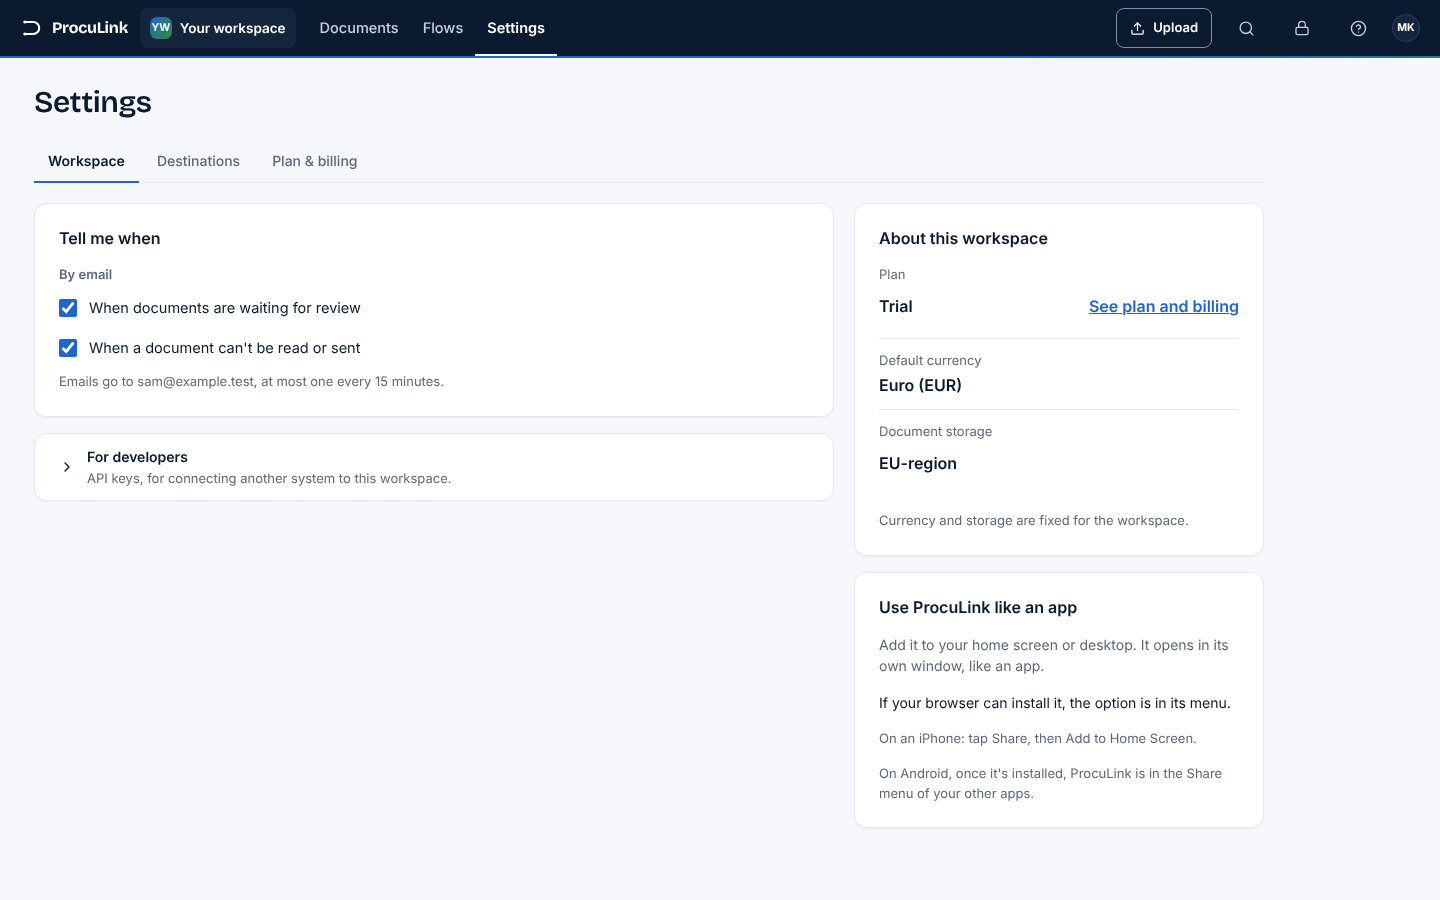 ProcuLink
YW Your workspace
Documents
Flows
Settings
Upload
MK
Settings
Workspace
Destinations
Plan & billing
Tell me when
By email
When documents are waiting for review
When a document can't be read or sent
Emails go to sam@example.test, at most one every 15 minutes.
For developers
API keys, for connecting another system to this workspace.
About this workspace
Plan
Trial
See plan and billing
Default currency
Euro (EUR)
Document storage
EU-region
Currency and storage are fixed for the workspace.
Use ProcuLink like an app
Add it to your home screen or desktop. It opens in its
own window, like an app.
If your browser can install it, the option is in its menu.
On an iPhone: tap Share, then Add to Home Screen.
On Android, once it's installed, ProcuLink is in the Share
menu of your other apps.